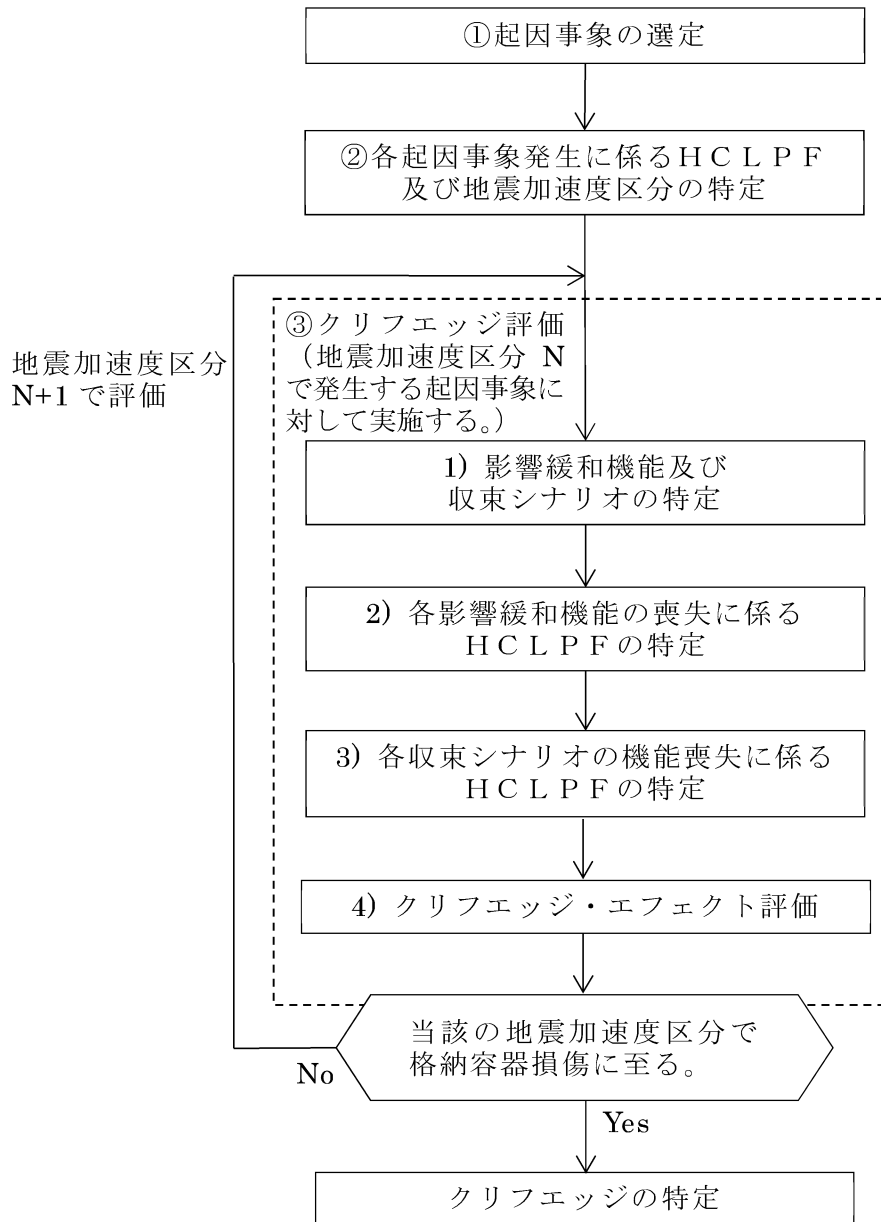 ①起因事象の選定
②各起因事象発生に係るＨＣＬＰＦ
及び地震加速度区分の特定
③クリフエッジ評価
（地震加速度区分 N
で発生する起因事象に
対して実施する。）
地震加速度区分
N+1 で評価
1) 影響緩和機能及び
収束シナリオの特定
2) 各影響緩和機能の喪失に係る
ＨＣＬＰＦの特定
3) 各収束シナリオの機能喪失に係る
ＨＣＬＰＦの特定
4) クリフエッジ・エフェクト評価
当該の地震加速度区分で
格納容器損傷に至る。
No
Yes
クリフエッジの特定